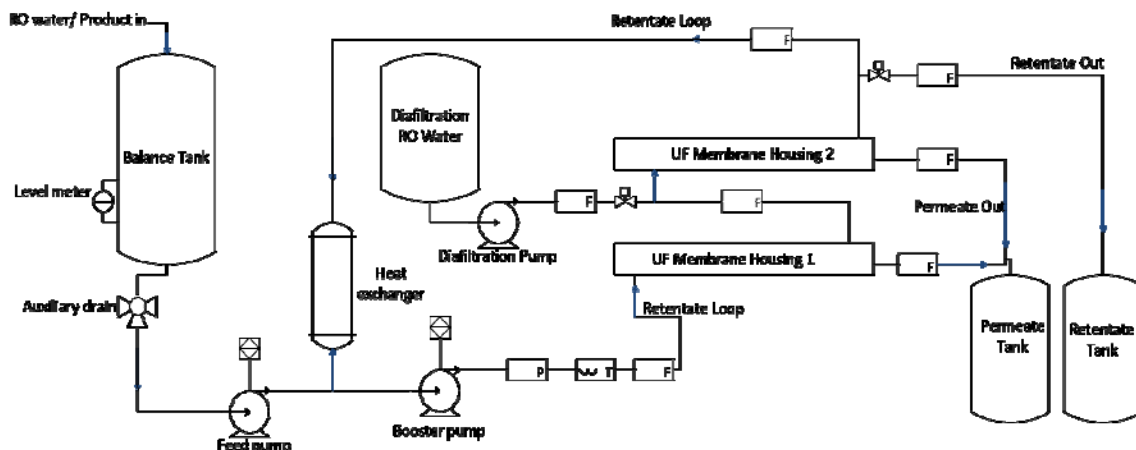 RO water/ Product in
Retentate Loop
F
F
Retentate Out
Diafiltration
RO Water
Balance Tank
UF Membrane Housing 2
F
Level meter
F
F
Permeate Out
Diafiltration Pump
UF Membrane Housing 1
F
Heat
exchanger
Auxiliary drain
Retentate Loop
Permeate
Tank
Retentate
Tank
P
T
F
Feed pump
Booster pump